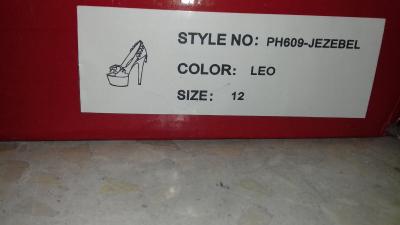 STYLE NO: PH609-JEZEBEL
COLOR: LEO
SIZE: 12